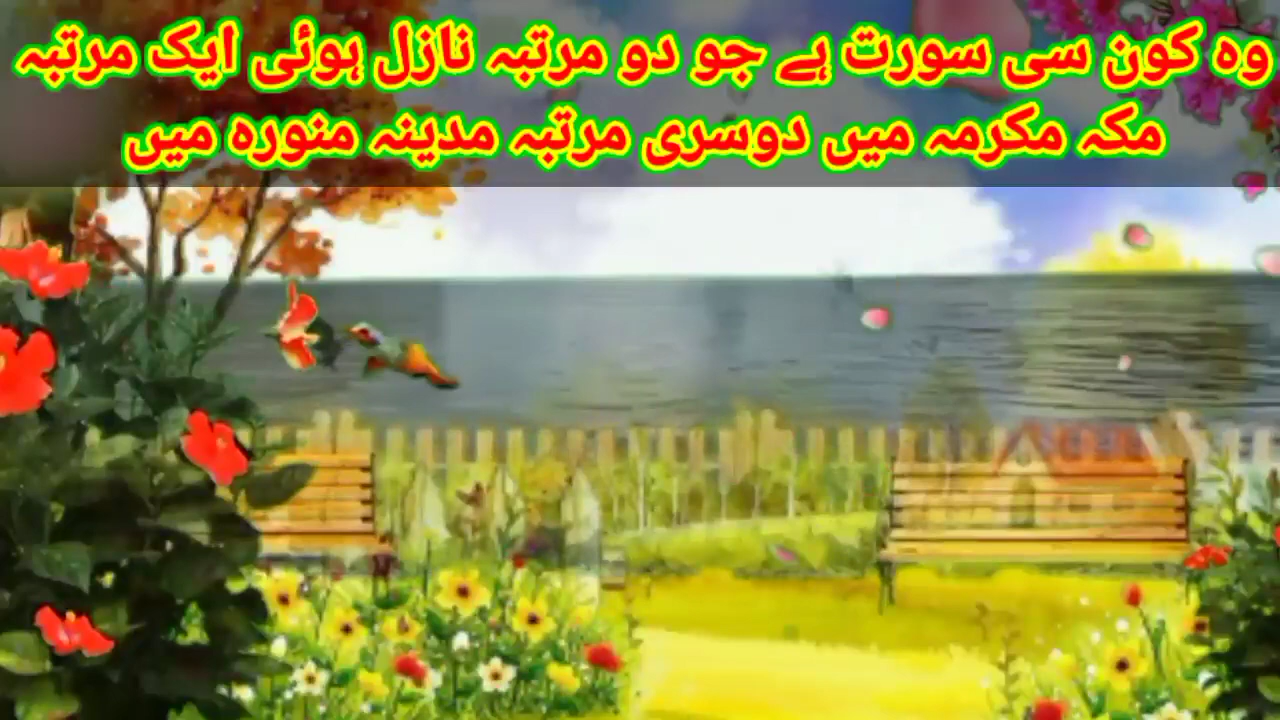 وہ کون سی سورت ہے جو دو مرتبہ نازل ہوئی ایک مرتبہ
مکہ مکرمہ میں دوسری مرتبہ مدینہ منورہ میں